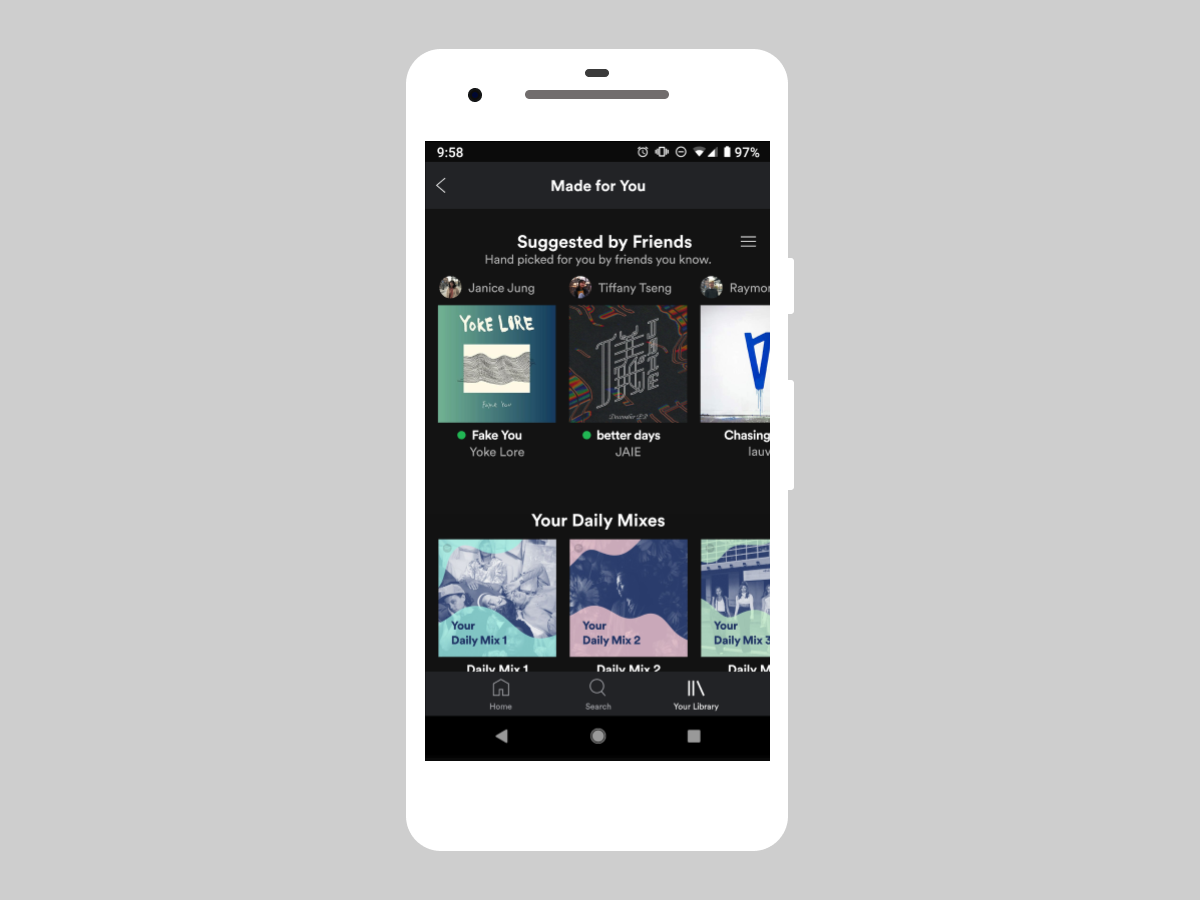 9:58
97%
Made for You
Suggested by Friends
Hand picked for you by friends you know.
Janice Jung
Tiffany Tseng
Raymon
YOKE LORE
Fake You
JAIE
December EP
Fake You
better days
Chasing
Yoke Lore
JAIE
lauv
Your Daily Mixes
Your
Daily Mix 1
Your
Daily Mix 2
Your
Daily Mix 3
Daily Mix 1
Daily Mix 2
Daily M
Home
Search
Your Library